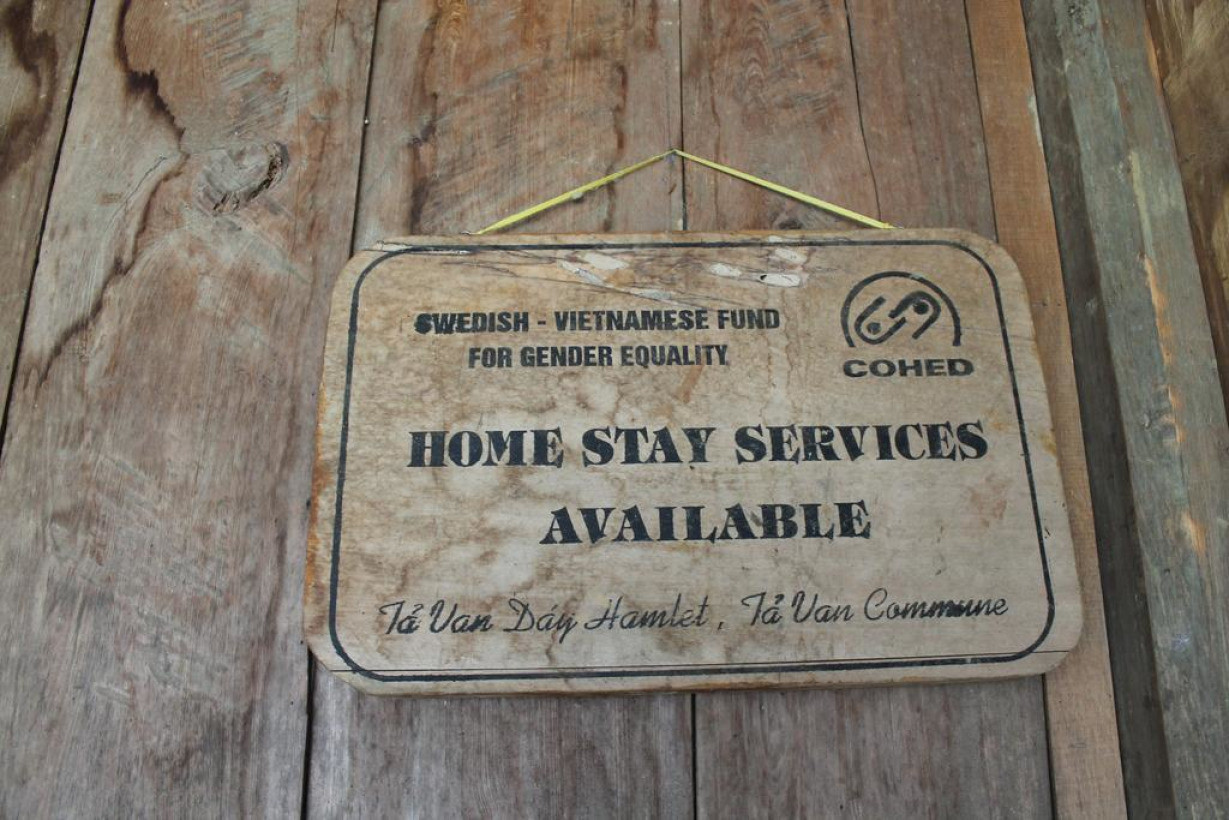 SWEDISH - VIETNAMESE FUND
FOR GENDER EQUALITY
COHED
HOME STAY SERVICES
AVAILABLE
Tả Van Dáy Hamlet, Tả Van Commune